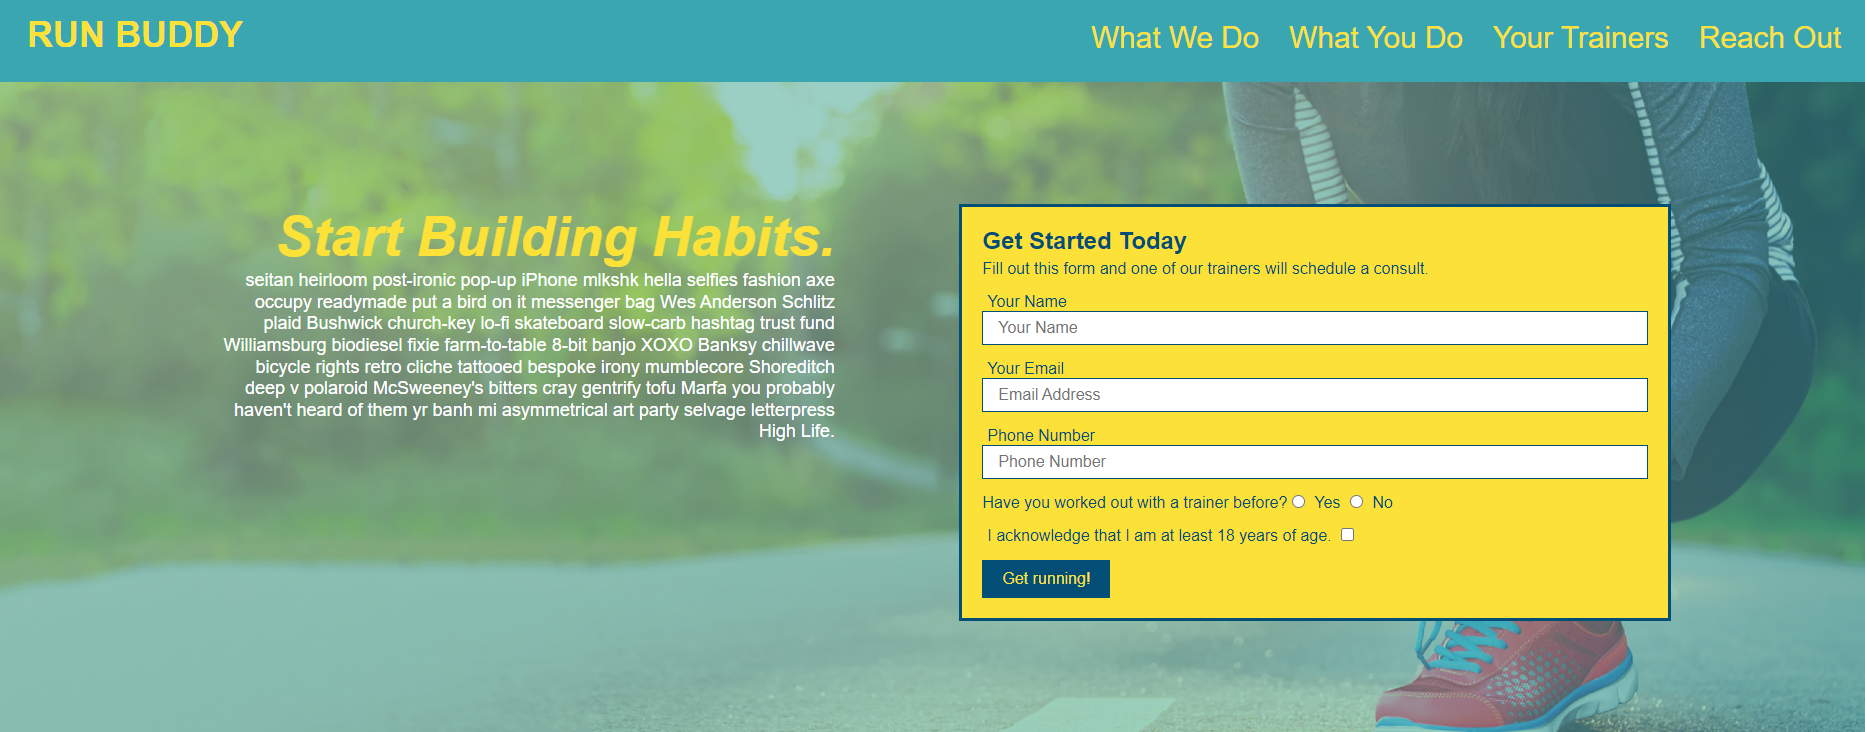 RUN BUDDY
What We Do What You Do Your Trainers Reach Out
Start Building Habits.
seitan heirloom post-ironic pop-up iPhone mlkshk hella selfies fashion axe
occupy readymade put a bird on it messenger bag Wes Anderson Schlitz
plaid Bushwick church-key lo-fi skateboard slow-carb hashtag trust fund
Williamsburg biodiesel fixie farm-to-table 8-bit banjo XOXO Banksy chillwave
bicycle rights retro cliche tattooed bespoke irony mumblecore Shoreditch
deep v polaroid McSweeney's bitters cray gentrify tofu Marfa you probably
haven't heard of them yr banh mi asymmetrical art party selvage letterpress
High Life.
Get Started Today
Fill out this form and one of our trainers will schedule a consult.
Your Name
Your Name
Your Email
Email Address
Phone Number
Phone Number
Have you worked out with a trainer before? Yes No
I acknowledge that I am at least 18 years of age.
Get running!